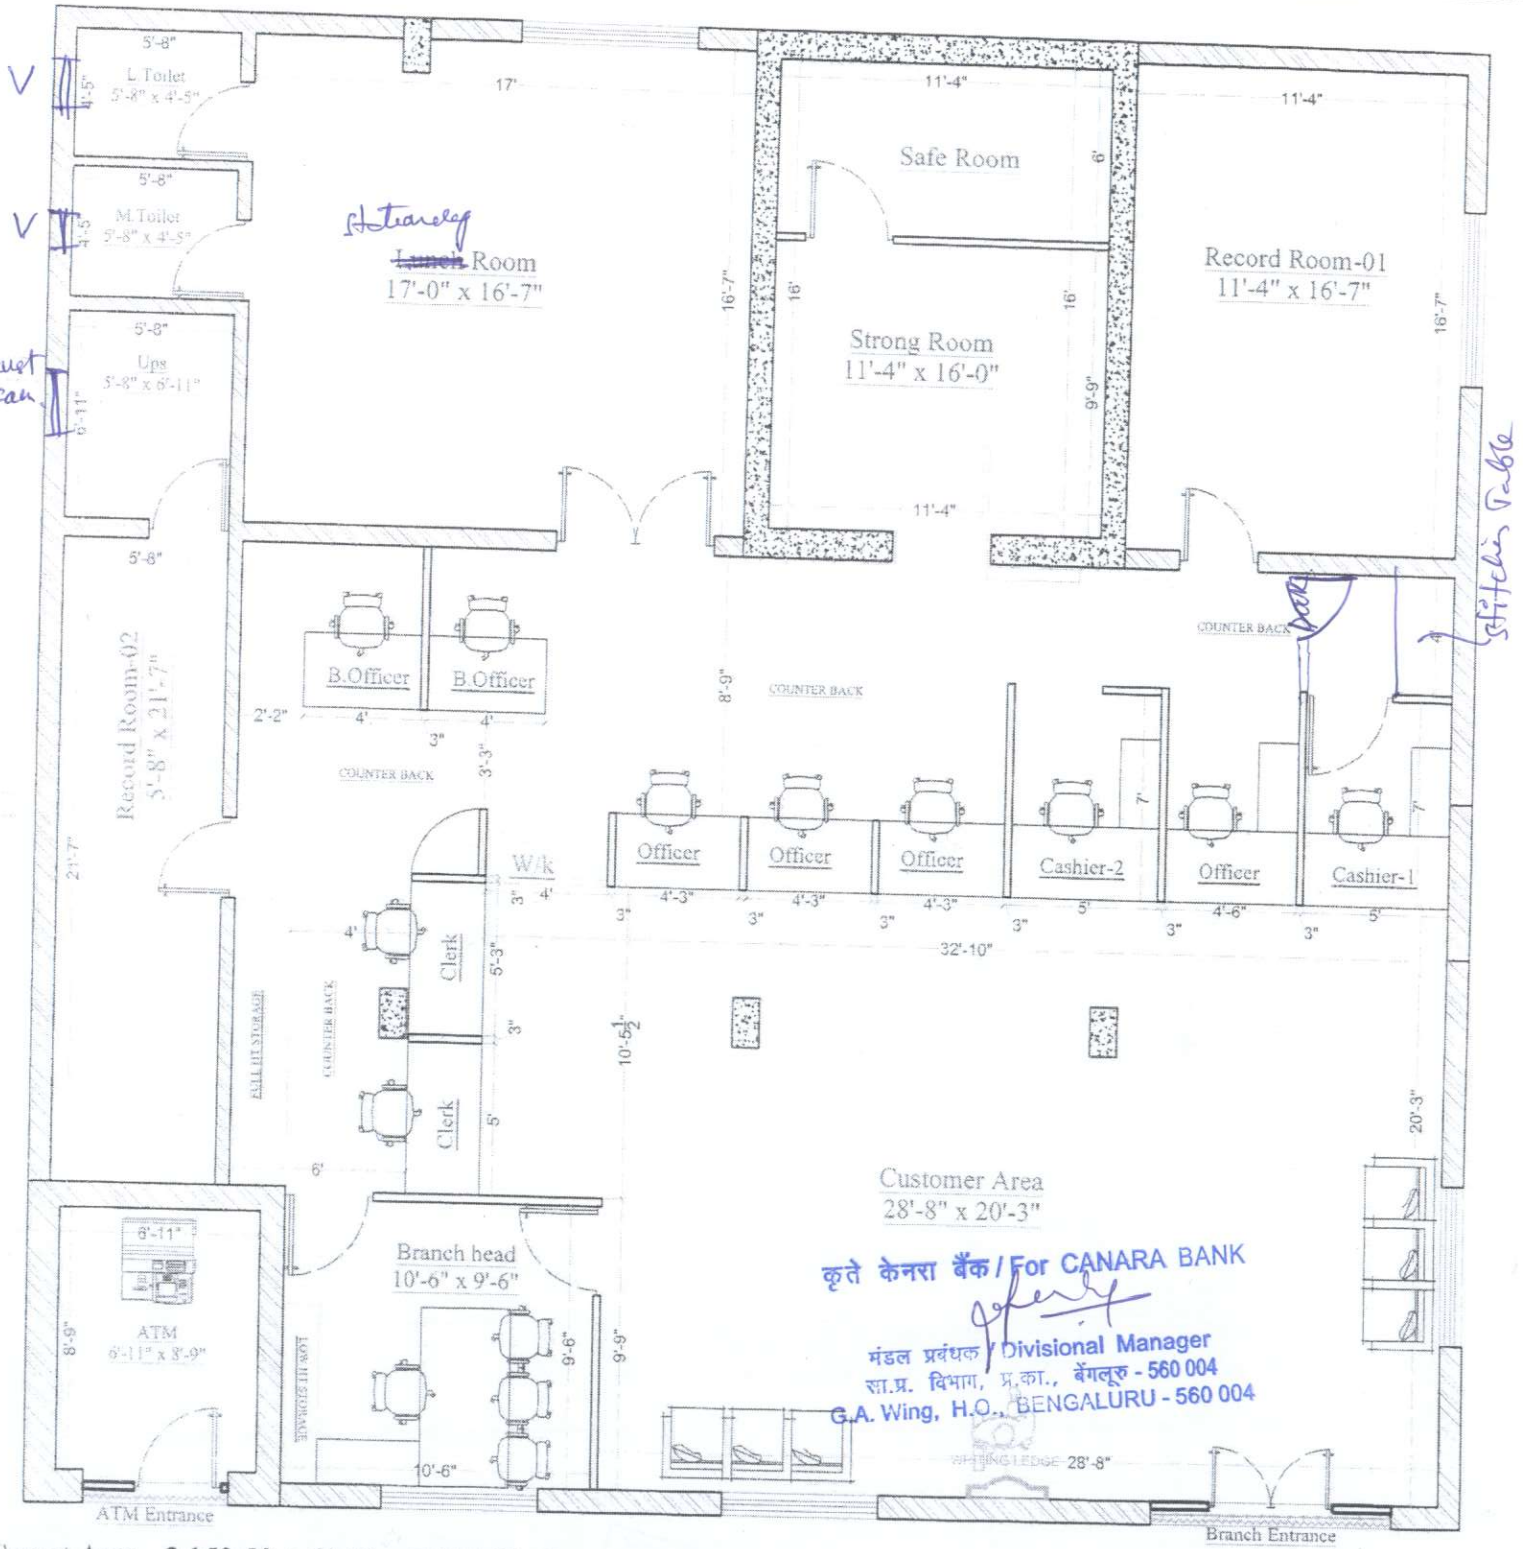 5'-8"
L.Toilet
5'-8" x 4'-5"
4'-5"
V
17'
11'-4"
Safe Room
6'
11'-4"
5'-8"
M.Toilet
5'-8" x 4'-5"
4'-5
V
Lunch Room
17'-0" x 16'-7"
16'-7"
16'
16'
Strong Room
11'-4" x 16'-0"
9'-9"
11'-4"
Record Room-01
11'-4" x 16'-7"
16'-7"
5'-8"
Ups
5'-8" x 6'-11"
6'-11"
5'-8"
Record Room-02
5'-8" x 21'-7"
21'-7"
B.Officer
B.Officer
2'-2"
4'
4'
3"
3'-3"
COUNTER BACK
8'-9"
COUNTER BACK
COUNTER BACK
4'
Table
W/k
4'
3"
Officer
Officer
Officer
Cashier-2
Officer
Cashier-1
7'
7'
3"
4'-3"
3"
4'-3"
3"
4'-3"
3"
5'
3"
4'-6"
3"
5'
32'-10"
4'
Clerk
5'-3"
3"
Clerk
5'
FULL HT STORAGE
COUNTER BACK
10'-5½"
20'-3"
6'
Customer Area
28'-8" x 20'-3"
6'-11"
ATM
6'-11" x 8'-9"
8'-9"
Branch head
10'-6" x 9'-6"
LOW HT STORAGE
9'-6"
9'-9"
10'-6"
कृते केनरा बैंक / For CANARA BANK
मंडल प्रबंधक / Divisional Manager
सा.प्र. विभाग, प्र.का., बेंगलूरु - 560 004
G.A. Wing, H.O., BENGALURU - 560 004
WRITING LEDGE 28'-8"
ATM Entrance
Branch Entrance